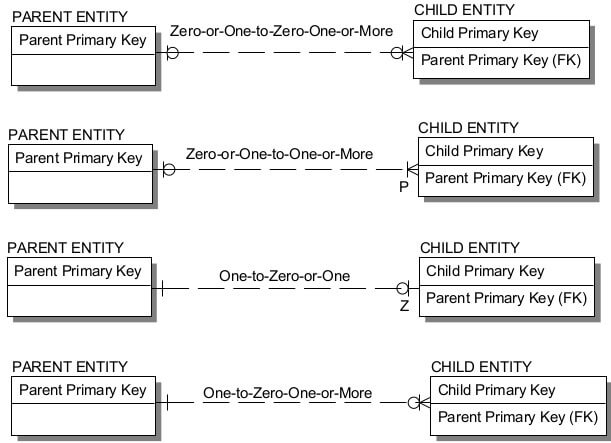 PARENT ENTITY
Parent Primary Key
Zero-or-One-to-Zero-One-or-More
CHILD ENTITY
Child Primary Key
Parent Primary Key (FK)
PARENT ENTITY
Parent Primary Key
Zero-or-One-to-One-or-More
P
CHILD ENTITY
Child Primary Key
Parent Primary Key (FK)
PARENT ENTITY
Parent Primary Key
One-to-Zero-or-One
Z
CHILD ENTITY
Child Primary Key
Parent Primary Key (FK)
PARENT ENTITY
Parent Primary Key
One-to-Zero-One-or-More
CHILD ENTITY
Child Primary Key
Parent Primary Key (FK)